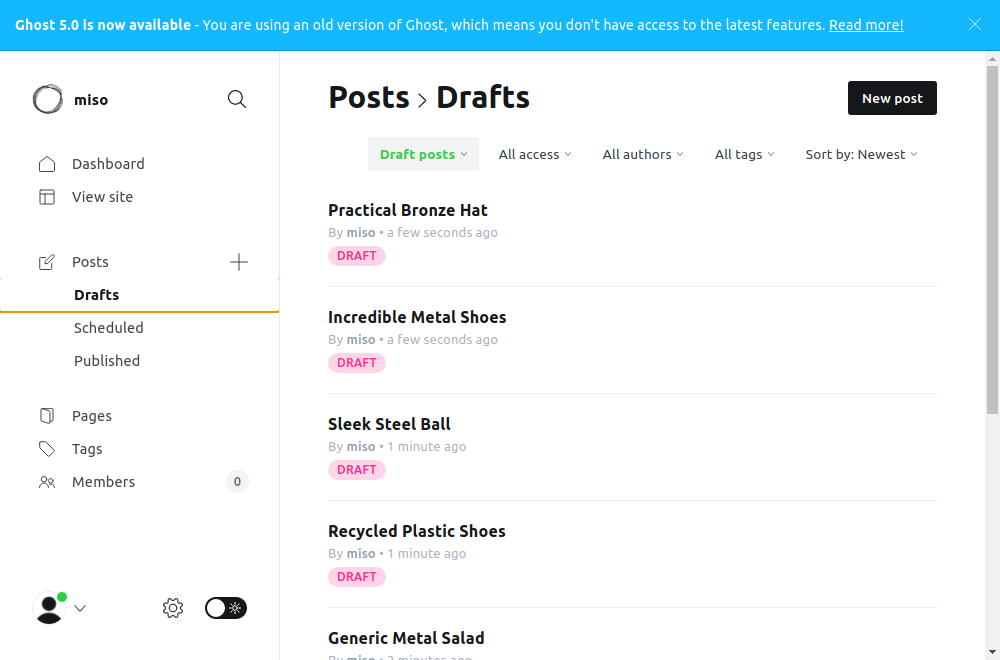 Ghost 5.0 is now available - You are using an old version of Ghost, which means you don't have access to the latest features. Read more!
miso
Dashboard
View site
Posts
Drafts
Scheduled
Published
Pages
Tags
Members 0
Posts › Drafts
New post
Draft posts All access All authors All tags Sort by: Newest
Practical Bronze Hat
By miso • a few seconds ago
DRAFT
Incredible Metal Shoes
By miso • a few seconds ago
DRAFT
Sleek Steel Ball
By miso • 1 minute ago
DRAFT
Recycled Plastic Shoes
By miso • 1 minute ago
DRAFT
Generic Metal Salad
By miso • 2 minutes ago